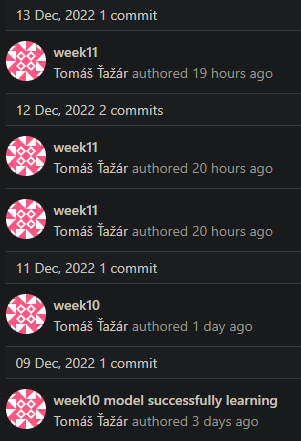 13 Dec, 2022 1 commit
week11
Tomáš Ťažár authored 19 hours ago
12 Dec, 2022 2 commits
week11
Tomáš Ťažár authored 20 hours ago
week11
Tomáš Ťažár authored 20 hours ago
11 Dec, 2022 1 commit
week10
Tomáš Ťažár authored 1 day ago
09 Dec, 2022 1 commit
week10 model successfully learning
Tomáš Ťažár authored 3 days ago